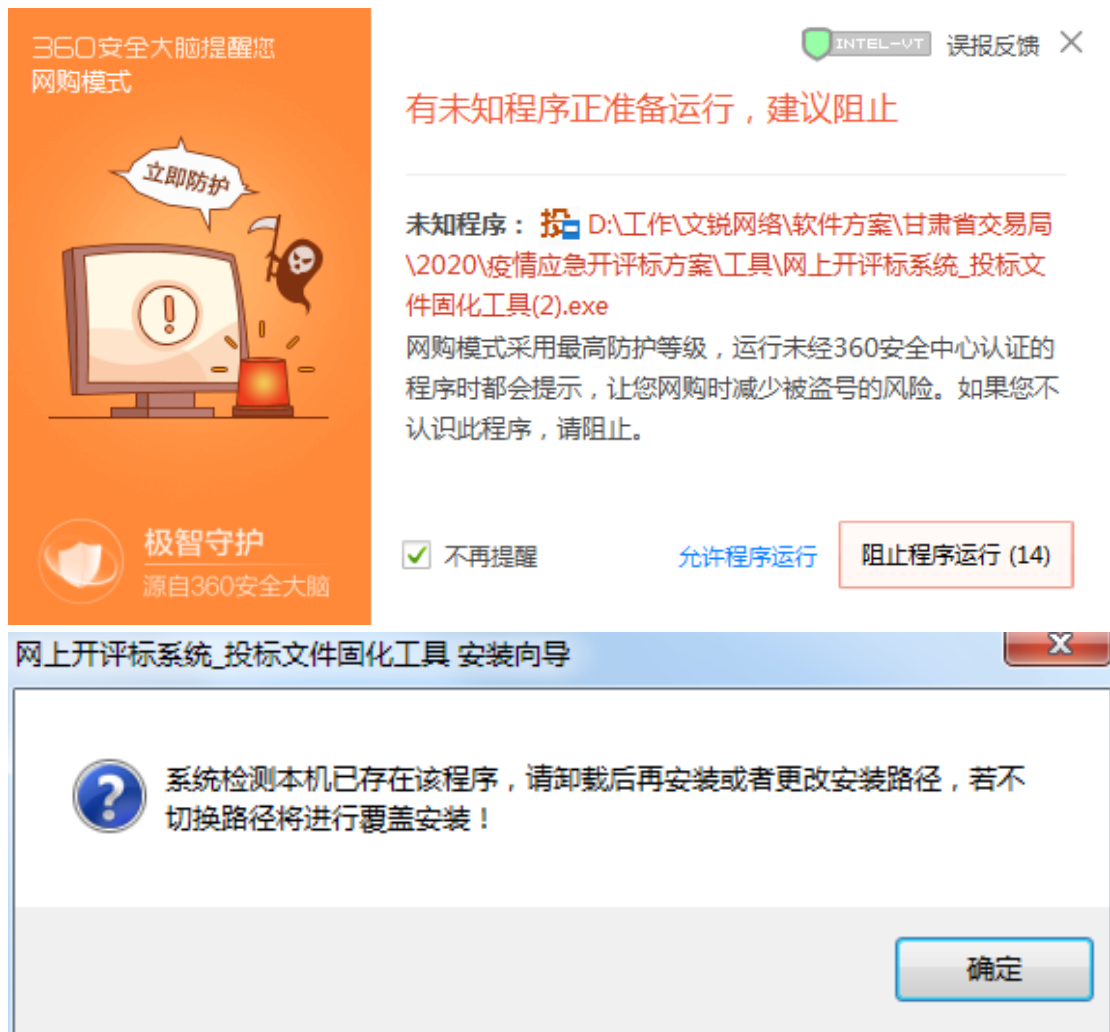 360安全大脑提醒您
网购模式
立即防护
极智守护
源自360安全大脑
INTEL-VT 误报反馈
有未知程序正准备运行，建议阻止
未知程序： 投 D:\工作\文锐网络\软件方案\甘肃省交易局
\2020\疫情应急开评标方案\工具\网上开评标系统_投标文
件固化工具(2).exe
网购模式采用最高防护等级，运行未经360安全中心认证的
程序时都会提示，让您网购时减少被盗号的风险。如果您不
认识此程序，请阻止。
不再提醒 允许程序运行 阻止程序运行 (14)
网上开评标系统_投标文件固化工具 安装向导
系统检测本机已存在该程序，请卸载后再安装或者更改安装路径，若不
切换路径将进行覆盖安装！
确定